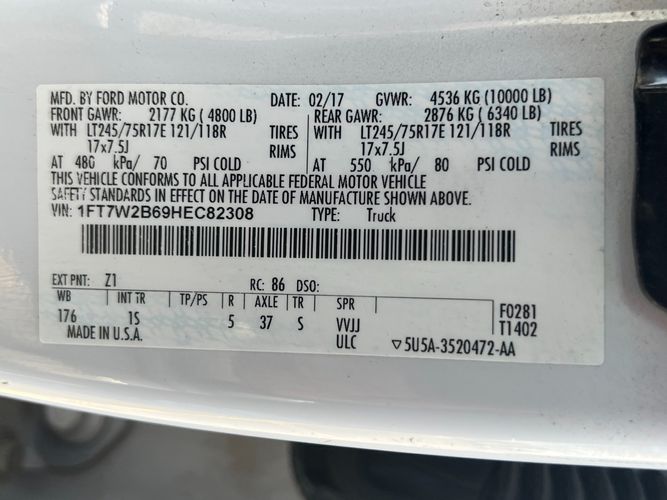 MFD. BY FORD MOTOR CO. DATE: 02/17 GVWR: 4536 KG (10000 LB)
FRONT GAWR: 2177 KG ( 4800 LB) REAR GAWR: 2876 KG ( 6340 LB)
WITH LT245/75R17E 121/118R TIRES WITH LT245/75R17E 121/118R TIRES
17x7.5J RIMS 17x7.5J RIMS
AT 480 kPa/ 70 PSI COLD AT 550 kPa/ 80 PSI COLD
THIS VEHICLE CONFORMS TO ALL APPLICABLE FEDERAL MOTOR VEHICLE
SAFETY STANDARDS IN EFFECT ON THE DATE OF MANUFACTURE SHOWN ABOVE.
VIN: 1FT7W2B69HEC82308 TYPE: Truck
EXT PNT: Z1 RC: 86 DSO:
WB INT TR TP/PS R AXLE TR SPR F0281
176 1S 5 37 S VVJJ T1402
MADE IN U.S.A. ULC ▽5U5A-3520472-AA